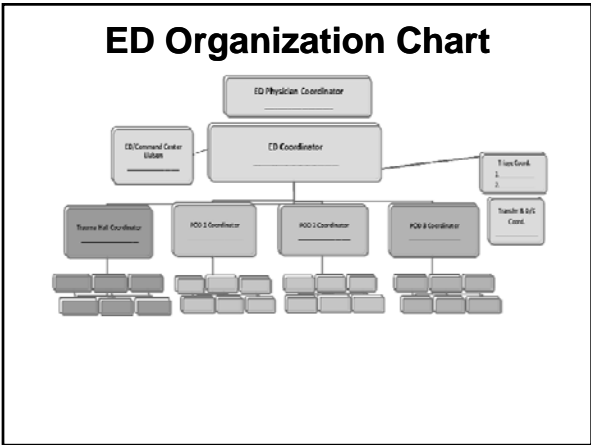 ED Organization Chart
ED Physician Coordinator
ED/Command Center
Liaison
ED Coordinator
Triage Coord.
1.
2.
Trauma Hall Coordinator
POD 1 Coordinator
POD 2 Coordinator
POD 3 Coordinator
Transfer & D/C
Coord.